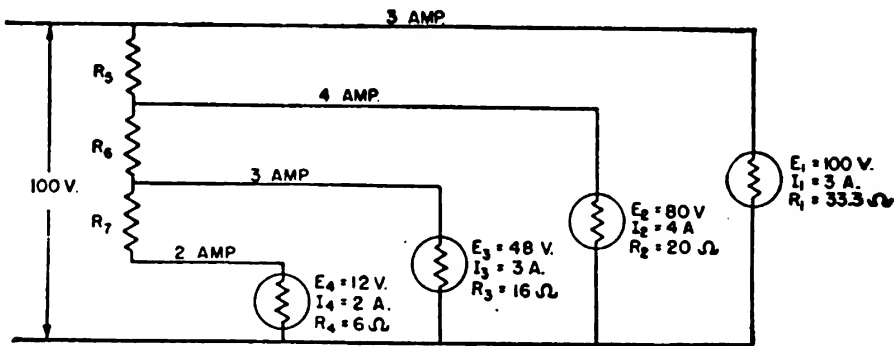 3 AMP.
R5
4 AMP.
R6
100 V.
3 AMP
E1 = 100 V.
I1 = 3 A.
R1 = 33.3 Ω
R7
E2 = 80 V
I2 = 4 A
R2 = 20 Ω
2 AMP
E3 = 48 V.
I3 = 3 A.
R3 = 16 Ω
E4 = 12 V.
I4 = 2 A.
R4 = 6 Ω